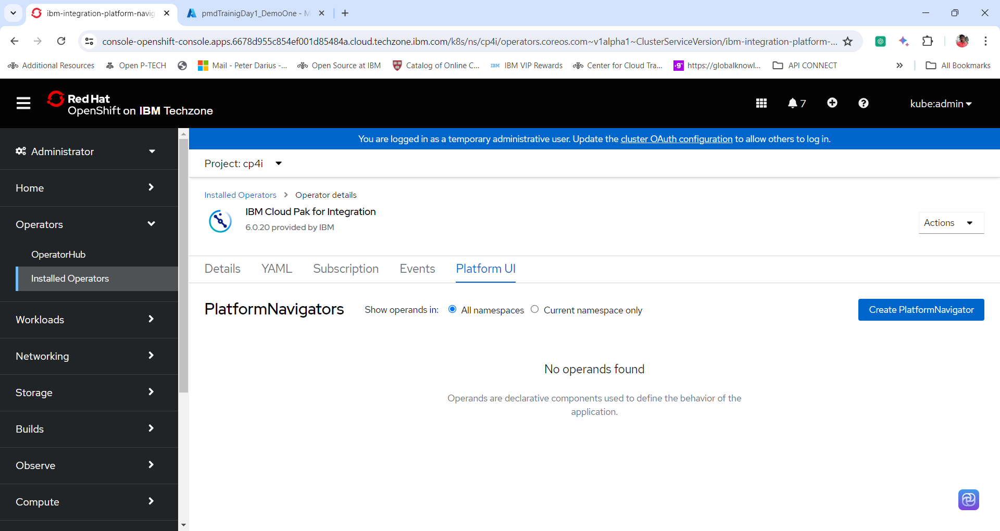 ibm-integration-platform-navig
pmdTrainigDay1_DemoOne - M
console-openshift-console.apps.6678d955c854ef001d85484a.cloud.techzone.ibm.com/k8s/ns/cp4i/operators.coreos.com~v1alpha1~ClusterServiceVersion/ibm-integration-platform-...
Additional Resources
Open P-TECH
Mail - Peter Darius -...
Open Source at IBM
Catalog of Online C...
IBM IBM VIP Rewards
Center for Cloud Tra...
.g' https://globalknowl...
API CONNECT
All Bookmarks
Red Hat
OpenShift on IBM Techzone
7
kube:admin
You are logged in as a temporary administrative user. Update the cluster OAuth configuration to allow others to log in.
Administrator
Home
Operators
OperatorHub
Installed Operators
Workloads
Networking
Storage
Builds
Observe
Compute
Project: cp4i
Installed Operators > Operator details
IBM Cloud Pak for Integration
6.0.20 provided by IBM
Actions
Details YAML Subscription Events Platform UI
PlatformNavigators
Show operands in: All namespaces Current namespace only
Create PlatformNavigator
No operands found
Operands are declarative components used to define the behavior of the
application.